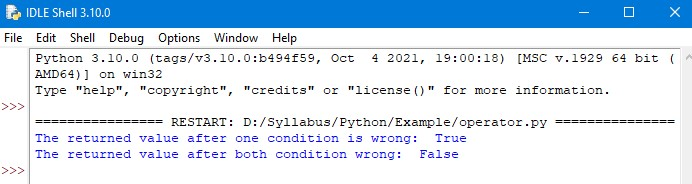 IDLE Shell 3.10.0
File Edit Shell Debug Options Window Help
Python 3.10.0 (tags/v3.10.0:b494f59, Oct  4 2021, 19:00:18) [MSC v.1929 64 bit (
AMD64)] on win32
Type "help", "copyright", "credits" or "license()" for more information.
>>>
================ RESTART: D:/Syllabus/Python/Example/operator.py ===============
The returned value after one condition is wrong:  True
The returned value after both condition wrong:  False
>>>